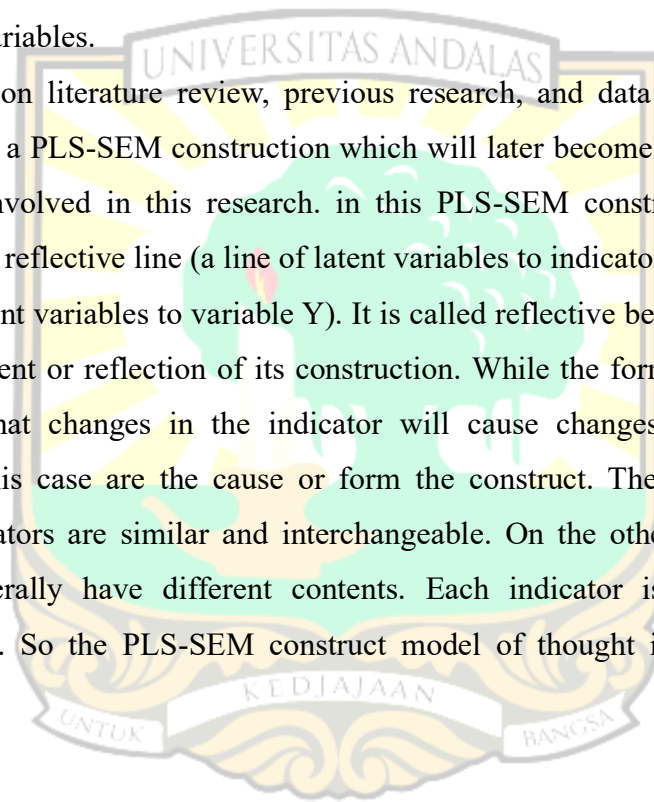 ariables.
UNIVERSITAS ANDALAS
on literature review, previous research, and data
a PLS-SEM construction which will later become
nvolved in this research. in this PLS-SEM constr
reflective line (a line of latent variables to indicator
nt variables to variable Y). It is called reflective be
ent or reflection of its construction. While the form
hat changes in the indicator will cause changes
his case are the cause or form the construct. The
ators are similar and interchangeable. On the othe
erally have different contents. Each indicator is
. So the PLS-SEM construct model of thought i
KEDJAJAAN
UNTUK
BANGSA